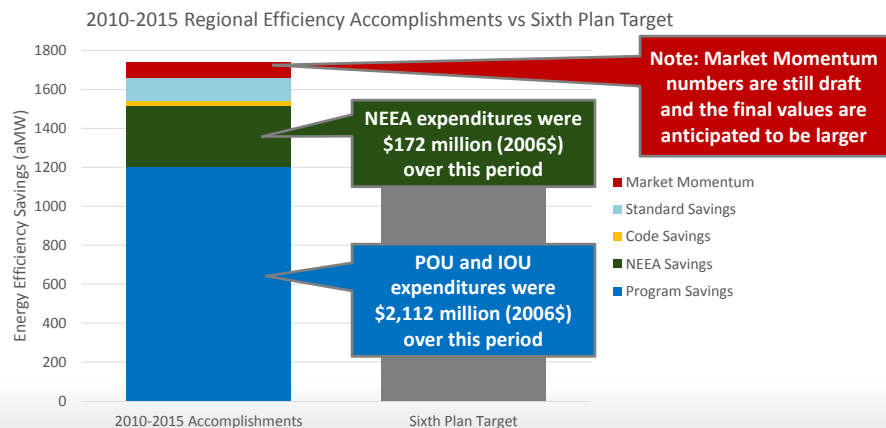 2010-2015 Regional Efficiency Accomplishments vs Sixth Plan Target
Energy Efficiency Savings (aMW)
1800
1600
1400
1200
1000
800
600
400
200
0
2010-2015 Accomplishments
Sixth Plan Target
Note: Market Momentum
numbers are still draft
and the final values are
anticipated to be larger
NEEA expenditures were
$172 million (2006$)
over this period
POU and IOU
expenditures were
$2,112 million (2006$)
over this period
Market Momentum
Standard Savings
Code Savings
NEEA Savings
Program Savings